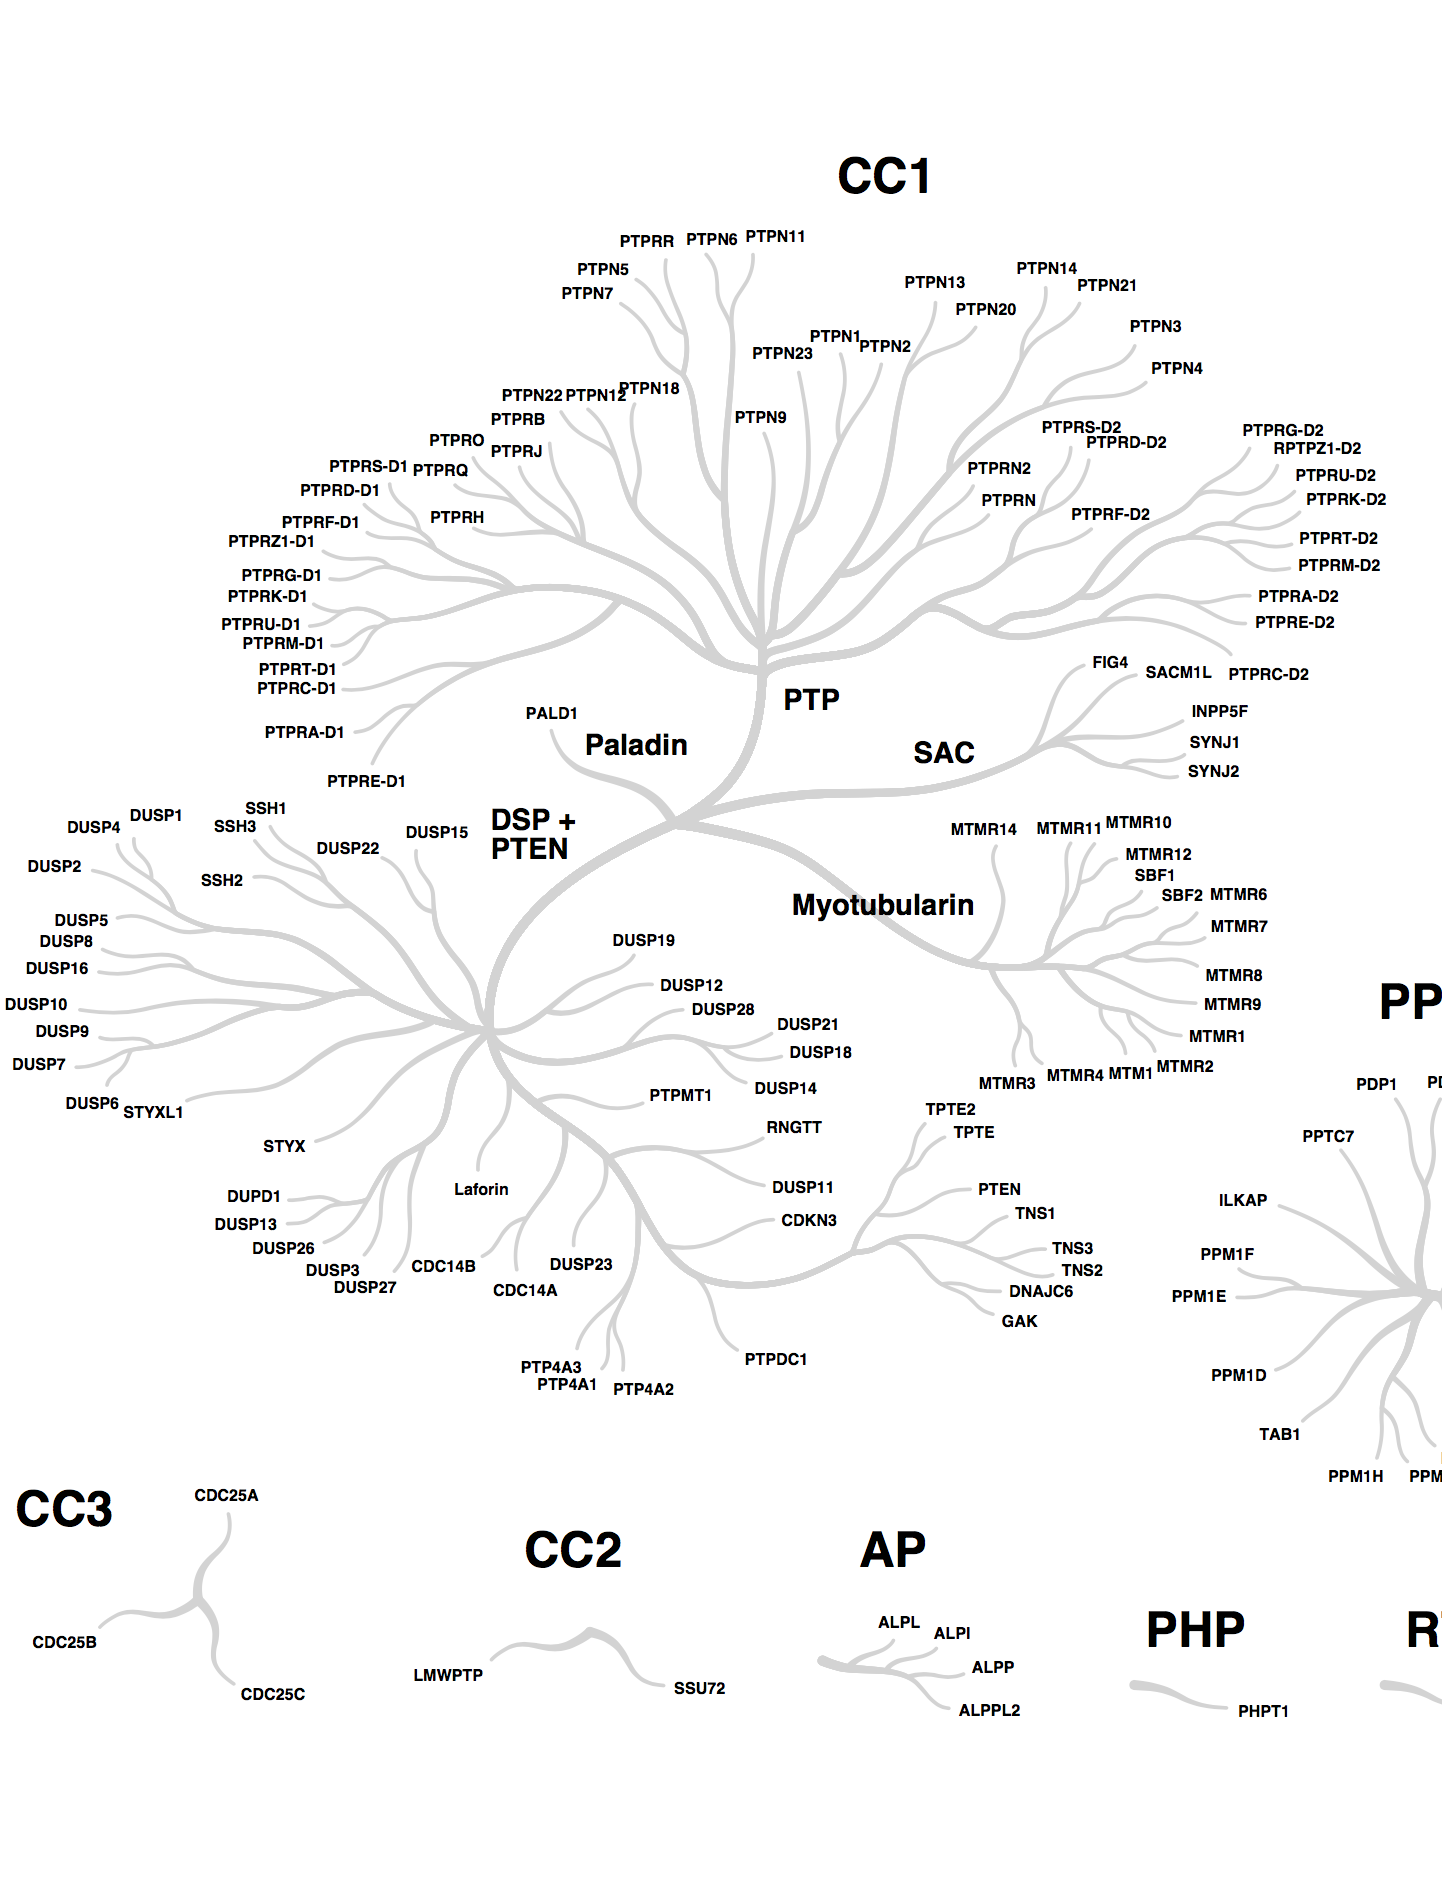 CC1
PTPRR
PTPN6
PTPN11
PTPN5
PTPN7
PTPN13
PTPN20
PTPN14
PTPN21
PTPN3
PTPN4
PTPN23
PTPN1
PTPN2
PTPN22
PTPN12
PTPN18
PTPN9
PTPRB
PTPRO
PTPRJ
PTPRS-D1
PTPRQ
PTPRD-D1
PTPRH
PTPRF-D1
PTPRZ1-D1
PTPRG-D1
PTPRK-D1
PTPRU-D1
PTPRM-D1
PTPRT-D1
PTPRC-D1
PTPRA-D1
PTPRE-D1
PTPRS-D2
PTPRD-D2
PTPRN2
PTPRN
PTPRF-D2
PTPRG-D2
RPTPZ1-D2
PTPRU-D2
PTPRK-D2
PTPRT-D2
PTPRM-D2
PTPRA-D2
PTPRE-D2
PTPRC-D2
PTP
PALD1
Paladin
SAC
FIG4
SACM1L
INPP5F
SYNJ1
SYNJ2
DSP +
PTEN
Myotubularin
MTMR14
MTMR11
MTMR10
MTMR12
SBF1
SBF2
MTMR6
MTMR7
MTMR8
MTMR9
MTMR1
MTMR2
MTM1
MTMR4
MTMR3
DUSP1
DUSP4
DUSP2
SSH1
SSH3
SSH2
DUSP22
DUSP15
DUSP5
DUSP8
DUSP16
DUSP10
DUSP9
DUSP7
DUSP6
STYXL1
STYX
DUSP19
DUSP12
DUSP28
DUSP21
DUSP18
DUSP14
PTPMT1
RNGTT
DUSP11
CDKN3
TPTE2
TPTE
PTEN
TNS1
TNS3
TNS2
DNAJC6
GAK
DUPD1
DUSP13
DUSP26
DUSP3
DUSP27
Laforin
CDC14B
CDC14A
DUSP23
PTP4A3
PTP4A1
PTP4A2
PTPDC1
PP
PDP1
PPTC7
ILKAP
PPM1F
PPM1E
PPM1D
TAB1
PPM1H
PPM
CC3
CDC25A
CDC25B
CDC25C
CC2
LMWPTP
SSU72
AP
ALPL
ALPI
ALPP
ALPPL2
PHP
PHPT1
R